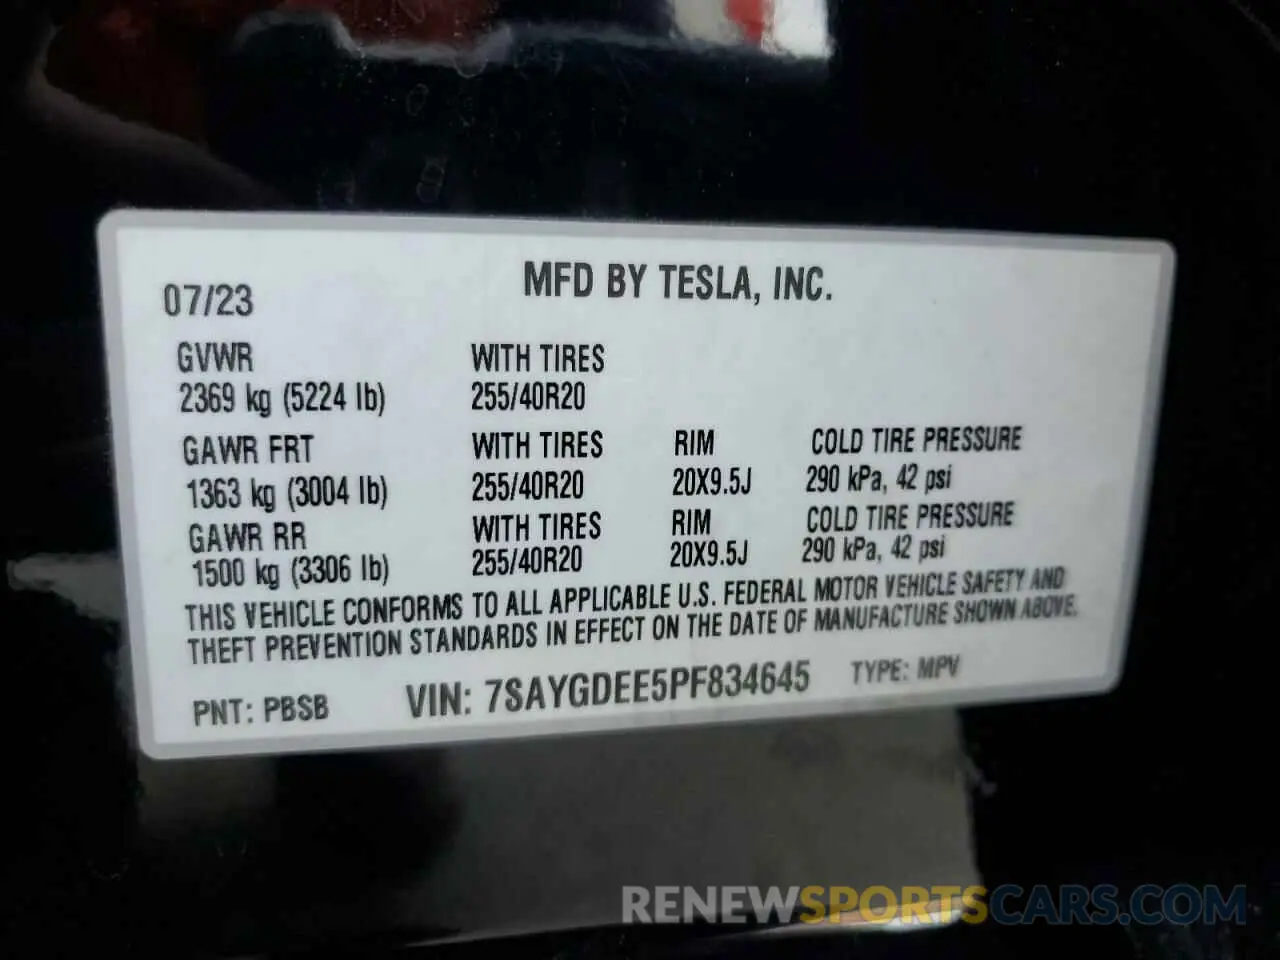 MFD BY TESLA, INC.
07/23
GVWR WITH TIRES
2369 kg (5224 lb) 255/40R20
GAWR FRT WITH TIRES RIM COLD TIRE PRESSURE
1363 kg (3004 lb) 255/40R20 20X9.5J 290 kPa, 42 psi
GAWR RR WITH TIRES RIM COLD TIRE PRESSURE
1500 kg (3306 lb) 255/40R20 20X9.5J 290 kPa, 42 psi
THIS VEHICLE CONFORMS TO ALL APPLICABLE U.S. FEDERAL MOTOR VEHICLE SAFETY AND
THEFT PREVENTION STANDARDS IN EFFECT ON THE DATE OF MANUFACTURE SHOWN ABOVE.
PNT: PBSB VIN: 7SAYGDEE5PF834645 TYPE: MPV
RENEWSPORTSCARS.COM